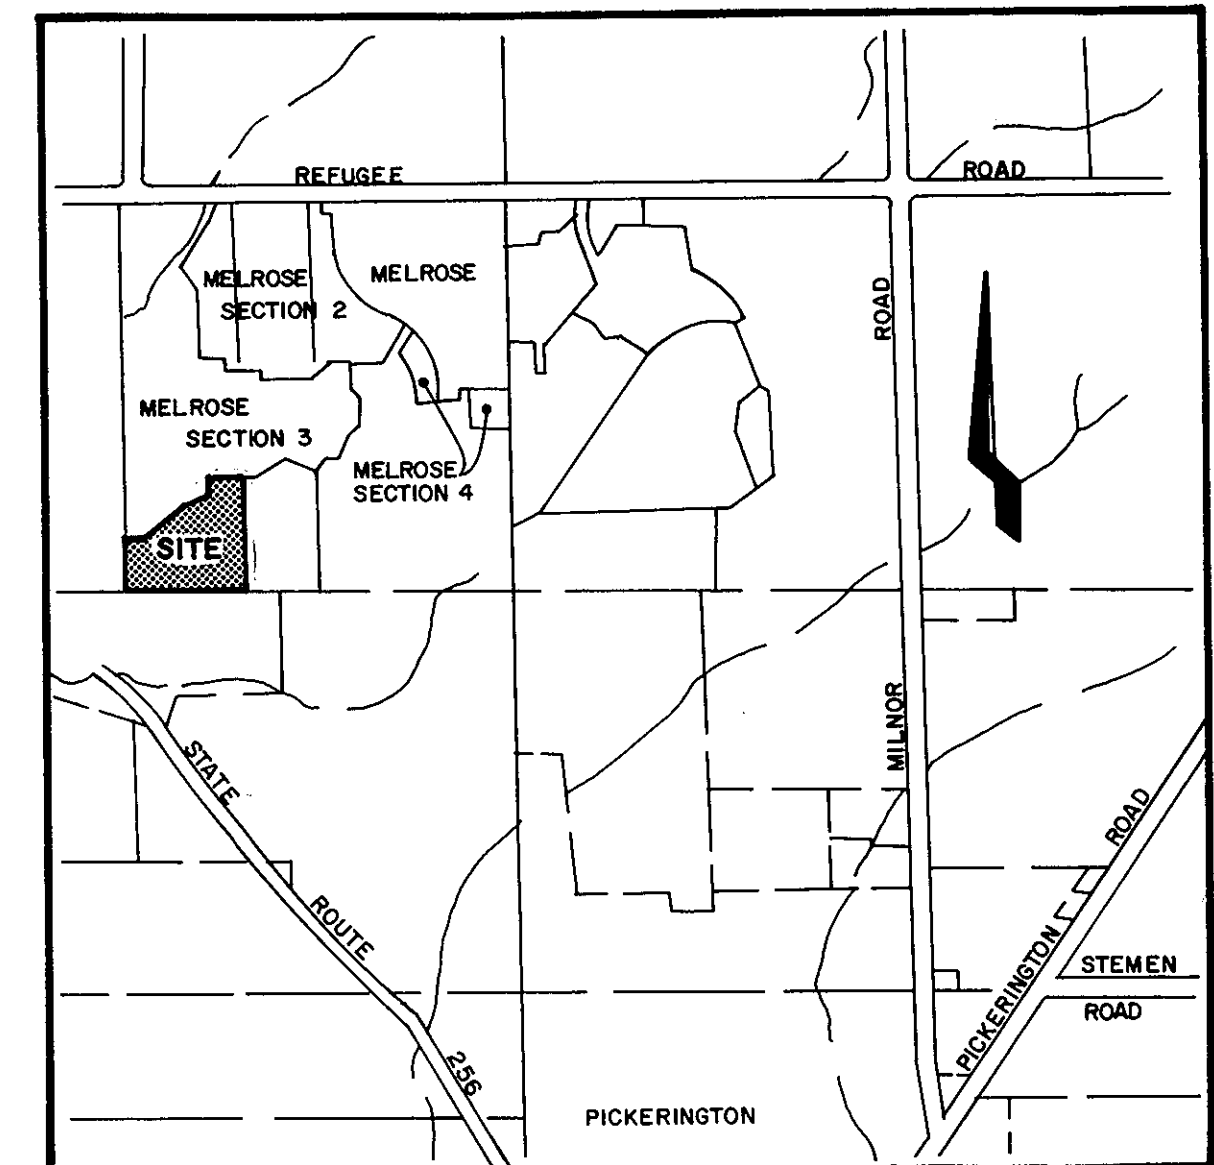 REFUGEE ROAD
MELROSE
SECTION 2
MELROSE
ROAD
MELROSE
SECTION 3
MELROSE
SECTION 4
SITE
MILNOR
STATE
ROUTE
256
ROAD
PICKERINGTON
STEMEN
ROAD
PICKERINGTON